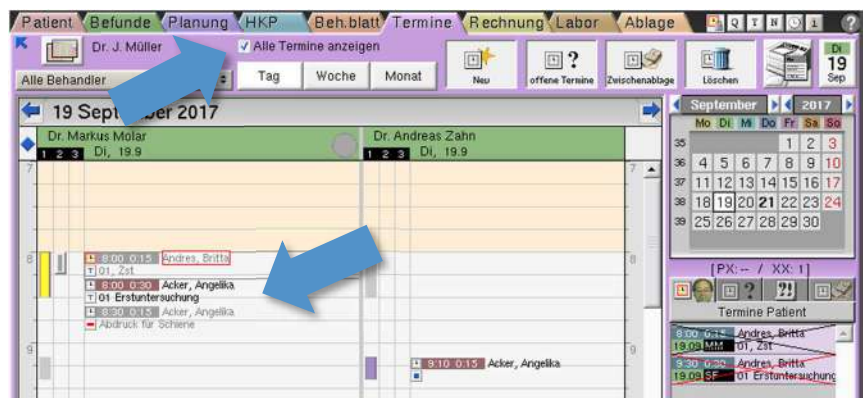 Patient Befunde Planung HKP Beh.blatt Termine Rechnung Labor Ablage Q T N 1 ?
Dr. J. Müller
Alle Termine anzeigen
Alle Behandler
Tag Woche Monat
Neu
offene Termine
Zwischenablage
Löschen
Di
19
Sep
19 September 2017
Dr. Markus Molar
1 2 3 Di, 19.9
Dr. Andreas Zahn
1 2 3 Di, 19.9
7
7
8
8:00 0:15 Andres, Britta
T 01, Zst
8:00 0:30 Acker, Angelika
T 01 Erstuntersuchung
8:30 0:15 Acker, Angelika
Abdruck für Schiene
8
9
9
9:10 0:15 Acker, Angelika
September 2017
Mo Di Mi Do Fr Sa So
35 1 2 3
36 4 5 6 7 8 9 10
37 11 12 13 14 15 16 17
38 18 19 20 21 22 23 24
39 25 26 27 28 29 30
[PX:-- / XX: 1]
? ?!
Termine Patient
8:00 0:15 Andres, Britta
19.09 MM 01, Zst
9:30 0:30 Andres, Britta
19.09 SF 01 Erstuntersuchung